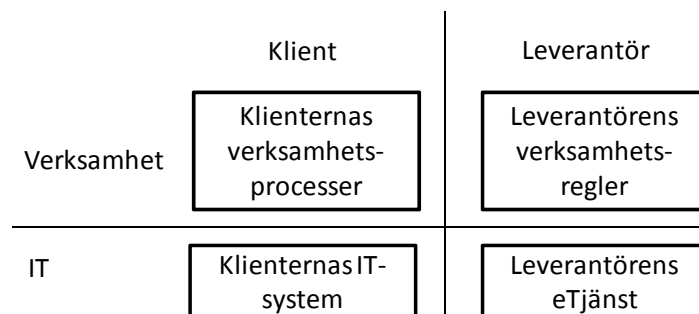 Klient
Leverantör
Verksamhet
Klienternas
verksamhets-
processer
Leverantörens
verksamhets-
regler
IT
Klienternas IT-
system
Leverantörens
eTjänst